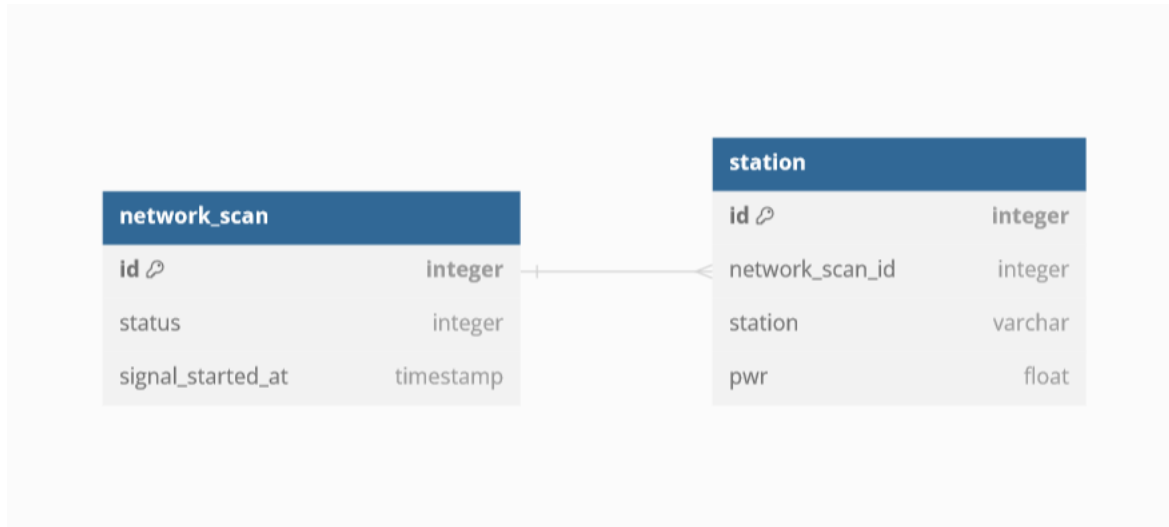 network_scan
id integer
status integer
signal_started_at timestamp
station
id integer
network_scan_id integer
station varchar
pwr float